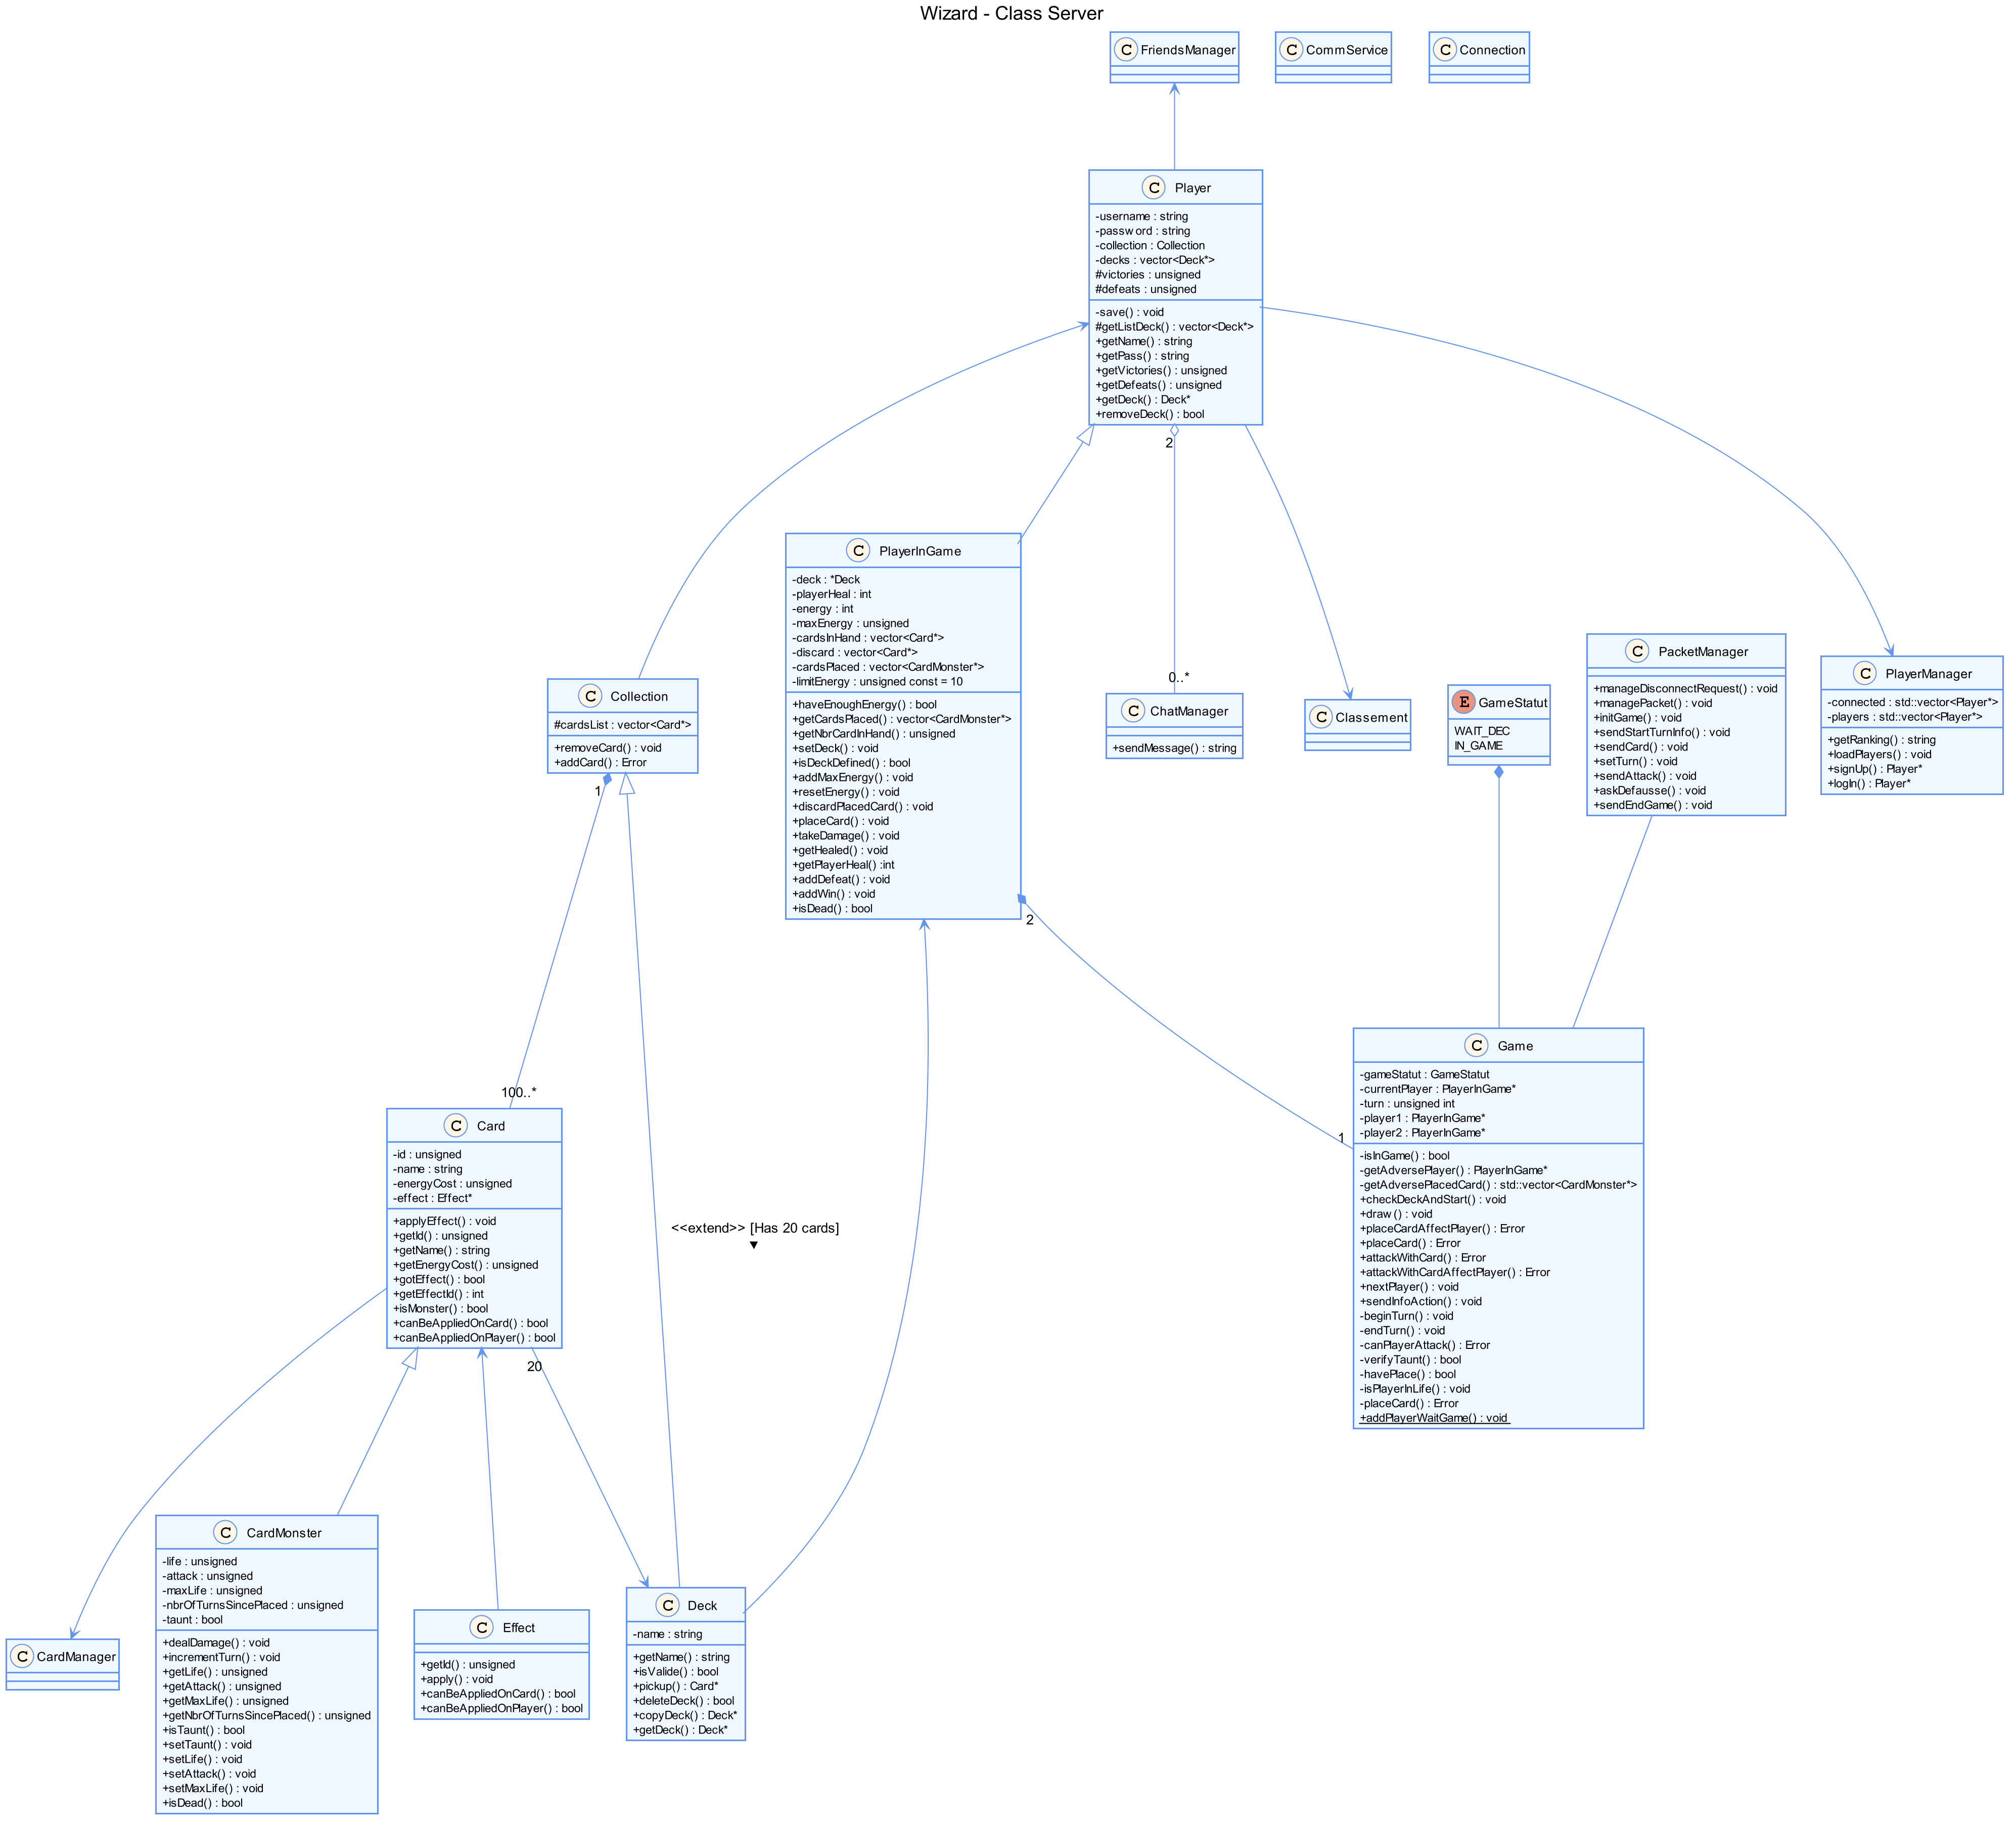 Wizard - Class Server
C FriendsManager
C CommService
C Connection
C Player
-username : string
-password : string
-collection : Collection
-decks : vector<Deck*>
#victories : unsigned
#defeats : unsigned
-save() : void
#getListDeck() : vector<Deck*>
+getName() : string
+getPass() : string
+getVictories() : unsigned
+getDefeats() : unsigned
+getDeck() : Deck*
+removeDeck() : bool
2
C PlayerInGame
-deck : *Deck
-playerHeal : int
-energy : int
-maxEnergy : unsigned
-cardsInHand : vector<Card*>
-discard : vector<Card*>
-cardsPlaced : vector<CardMonster*>
-limitEnergy : unsigned const = 10
+haveEnoughEnergy() : bool
+getCardsPlaced() : vector<CardMonster*>
+getNbrCardInHand() : unsigned
+setDeck() : void
+isDeckDefined() : bool
+addMaxEnergy() : void
+resetEnergy() : void
+discardPlacedCard() : void
+placeCard() : void
+takeDamage() : void
+getHealed() : void
+getPlayerHeal() :int
+addDefeat() : void
+addWin() : void
+isDead() : bool
2
C Collection
#cardsList : vector<Card*>
+removeCard() : void
+addCard() : Error
1
0..*
C ChatManager
+sendMessage() : string
C Classement
E GameStatut
WAIT_DEC
IN_GAME
C PacketManager
+manageDisconnectRequest() : void
+managePacket() : void
+initGame() : void
+sendStartTurnInfo() : void
+sendCard() : void
+setTurn() : void
+sendAttack() : void
+askDefausse() : void
+sendEndGame() : void
C PlayerManager
-connected : std::vector<Player*>
-players : std::vector<Player*>
+getRanking() : string
+loadPlayers() : void
+signUp() : Player*
+logIn() : Player*
100..*
C Card
-id : unsigned
-name : string
-energyCost : unsigned
-effect : Effect*
+applyEffect() : void
+getId() : unsigned
+getName() : string
+getEnergyCost() : unsigned
+gotEffect() : bool
+getEffectId() : int
+isMonster() : bool
+canBeAppliedOnCard() : bool
+canBeAppliedOnPlayer() : bool
20
<<extend>> [Has 20 cards]
▼
1
C Game
-gameStatut : GameStatut
-currentPlayer : PlayerInGame*
-turn : unsigned int
-player1 : PlayerInGame*
-player2 : PlayerInGame*
-isInGame() : bool
-getAdversePlayer() : PlayerInGame*
-getAdversePlacedCard() : std::vector<CardMonster*>
+checkDeckAndStart() : void
+draw() : void
+placeCardAffectPlayer() : Error
+placeCard() : Error
+attackWithCard() : Error
+attackWithCardAffectPlayer() : Error
+nextPlayer() : void
+sendInfoAction() : void
-beginTurn() : void
-endTurn() : void
-canPlayerAttack() : Error
-verifyTaunt() : bool
-havePlace() : bool
-isPlayerInLife() : void
-placeCard() : Error
+addPlayerWaitGame() : void
C CardManager
C CardMonster
-life : unsigned
-attack : unsigned
-maxLife : unsigned
-nbrOfTurnsSincePlaced : unsigned
-taunt : bool
+dealDamage() : void
+incrementTurn() : void
+getLife() : unsigned
+getAttack() : unsigned
+getMaxLife() : unsigned
+getNbrOfTurnsSincePlaced() : unsigned
+isTaunt() : bool
+setTaunt() : void
+setLife() : void
+setAttack() : void
+setMaxLife() : void
+isDead() : bool
C Effect
+getId() : unsigned
+apply() : void
+canBeAppliedOnCard() : bool
+canBeAppliedOnPlayer() : bool
C Deck
-name : string
+getName() : string
+isValide() : bool
+pickup() : Card*
+deleteDeck() : bool
+copyDeck() : Deck*
+getDeck() : Deck*